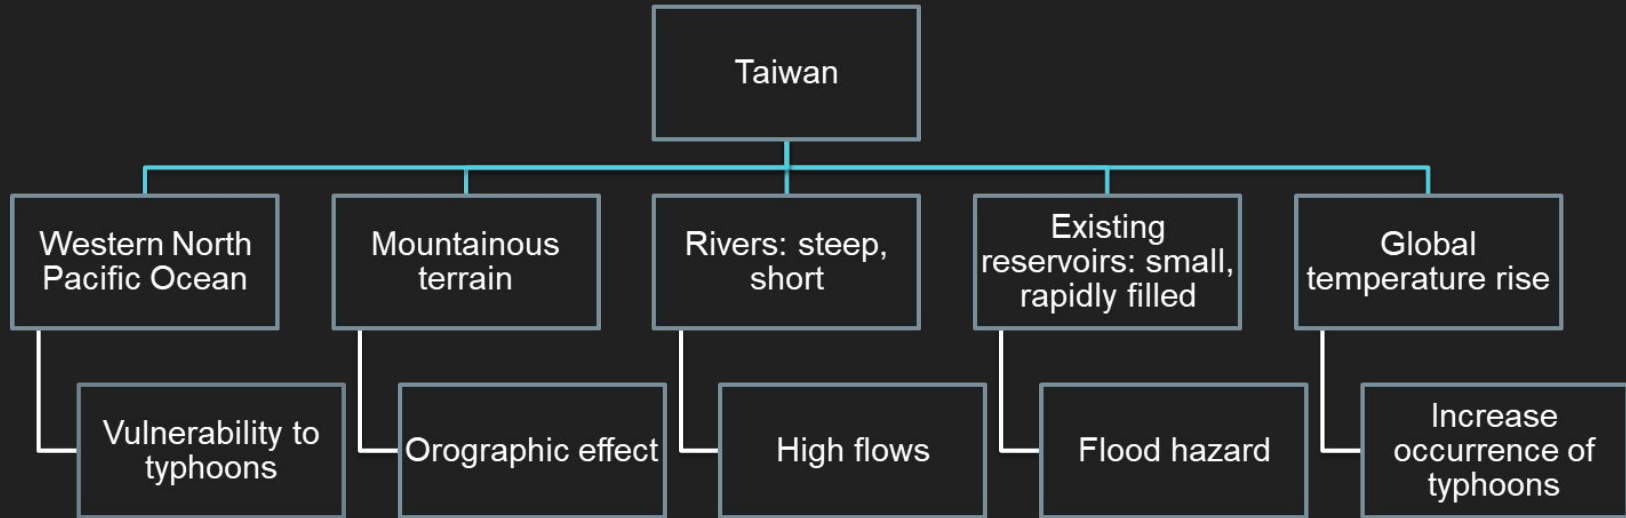 Taiwan
Western North
Pacific Ocean
Mountainous
terrain
Rivers: steep,
short
Existing
reservoirs: small,
rapidly filled
Global
temperature rise
Vulnerability to
typhoons
Orographic effect
High flows
Flood hazard
Increase
occurrence of
typhoons